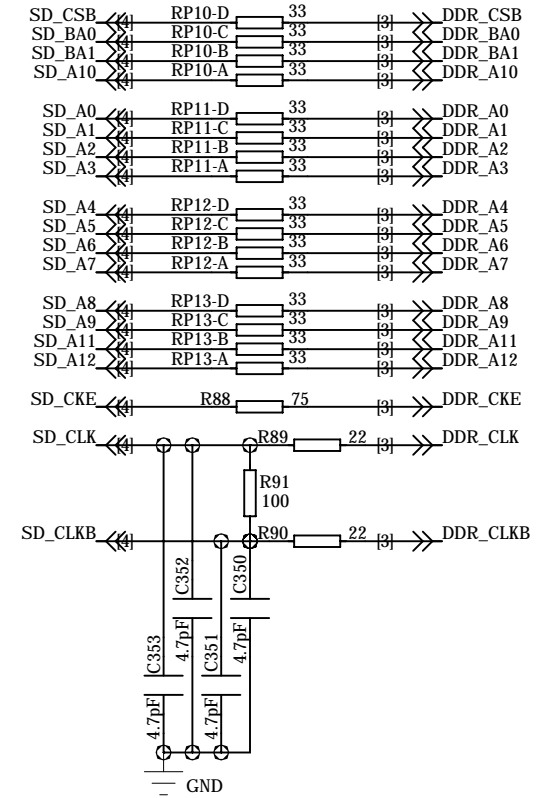 SD_CSB [4] RP10-D 33 [3] DDR_CSB
SD_BA0 [4] RP10-C 33 [3] DDR_BA0
SD_BA1 [4] RP10-B 33 [3] DDR_BA1
SD_A10 [4] RP10-A 33 [3] DDR_A10
SD_A0 [4] RP11-D 33 [3] DDR_A0
SD_A1 [4] RP11-C 33 [3] DDR_A1
SD_A2 [4] RP11-B 33 [3] DDR_A2
SD_A3 [4] RP11-A 33 [3] DDR_A3
SD_A4 [4] RP12-D 33 [3] DDR_A4
SD_A5 [4] RP12-C 33 [3] DDR_A5
SD_A6 [4] RP12-B 33 [3] DDR_A6
SD_A7 [4] RP12-A 33 [3] DDR_A7
SD_A8 [4] RP13-D 33 [3] DDR_A8
SD_A9 [4] RP13-C 33 [3] DDR_A9
SD_A11 [4] RP13-B 33 [3] DDR_A11
SD_A12 [4] RP13-A 33 [3] DDR_A12
SD_CKE [4] R88 75 [3] DDR_CKE
SD_CLK [4] R89 22 [3] DDR_CLK
R91
100
SD_CLKB [4] R90 22 [3] DDR_CLKB
C352
4.7pF
C350
4.7pF
C353
4.7pF
C351
4.7pF
GND